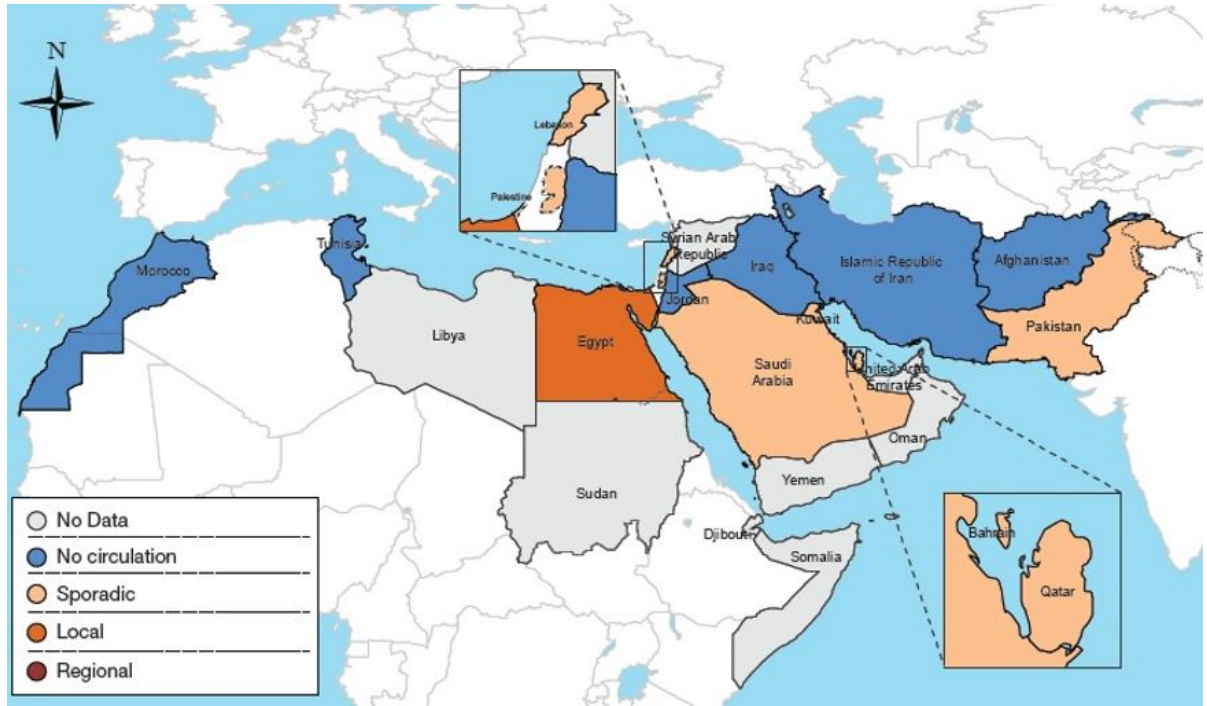 N
Lebanon
Palestine
Tunisia
Morocco
Syrian Arab
Republic
Iraq
Islamic Republic
of Iran
Afghanistan
Jordan
Kuwait
Pakistan
Libya
Egypt
Saudi
Arabia
United Arab
Emirates
Oman
Yemen
Sudan
Djibout
Somalia
Bahrain
Qatar
No Data
No circulation
Sporadic
Local
Regional